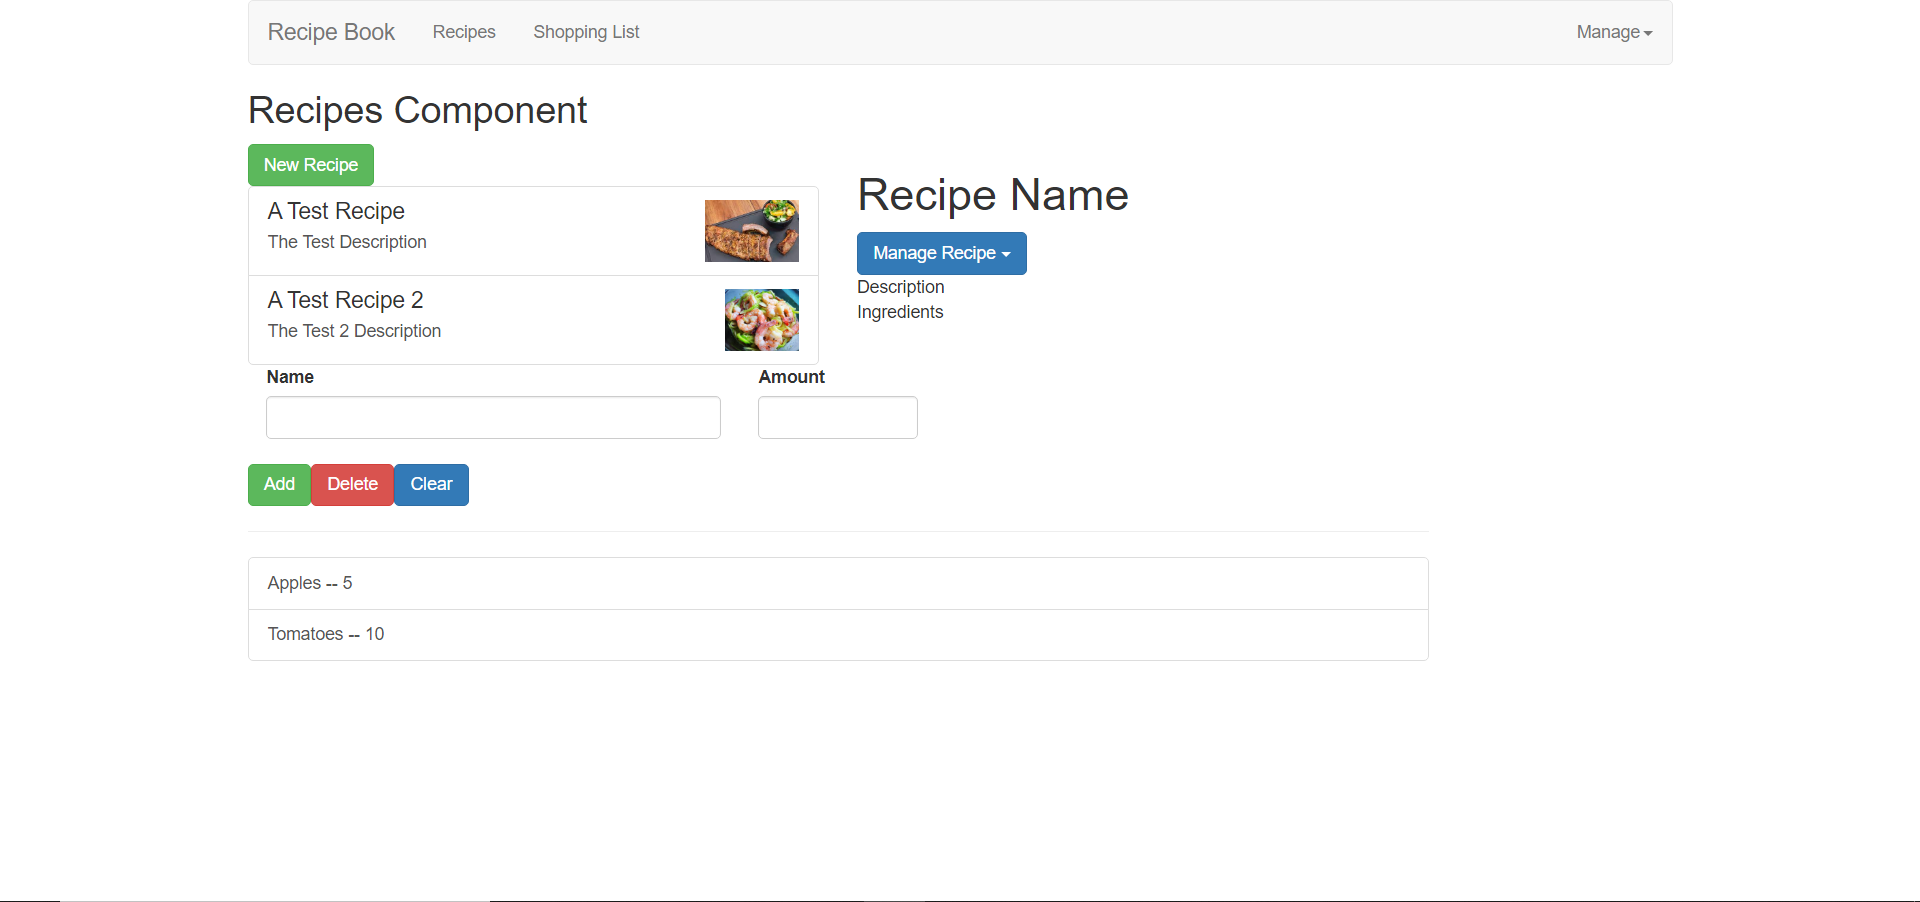 Recipe Book Recipes Shopping List Manage
Recipes Component
New Recipe
A Test Recipe
The Test Description
A Test Recipe 2
The Test 2 Description
Recipe Name
Manage Recipe
Description
Ingredients
Name Amount
Add Delete Clear
Apples -- 5
Tomatoes -- 10